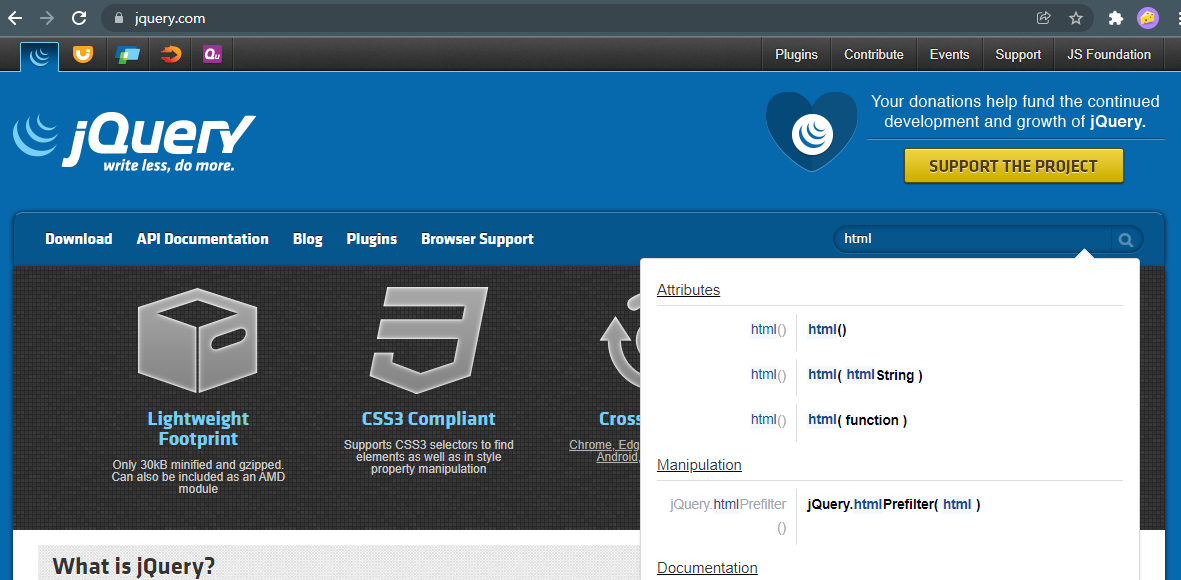 jquery.com
Qu
Plugins Contribute Events Support JS Foundation
jQuery
write less, do more.
Your donations help fund the continued
development and growth of jQuery.
SUPPORT THE PROJECT
Download API Documentation Blog Plugins Browser Support
html
Lightweight
Footprint
Only 30kB minified and gzipped.
Can also be included as an AMD
module
CSS3 Compliant
Supports CSS3 selectors to find
elements as well as in style
property manipulation
Cross
Chrome, Edg
Android,
Attributes
html() html()
html() html( htmlString )
html() html( function )
Manipulation
jQuery.htmlPrefilter jQuery.htmlPrefilter( html )
()
Documentation
What is jQuery?